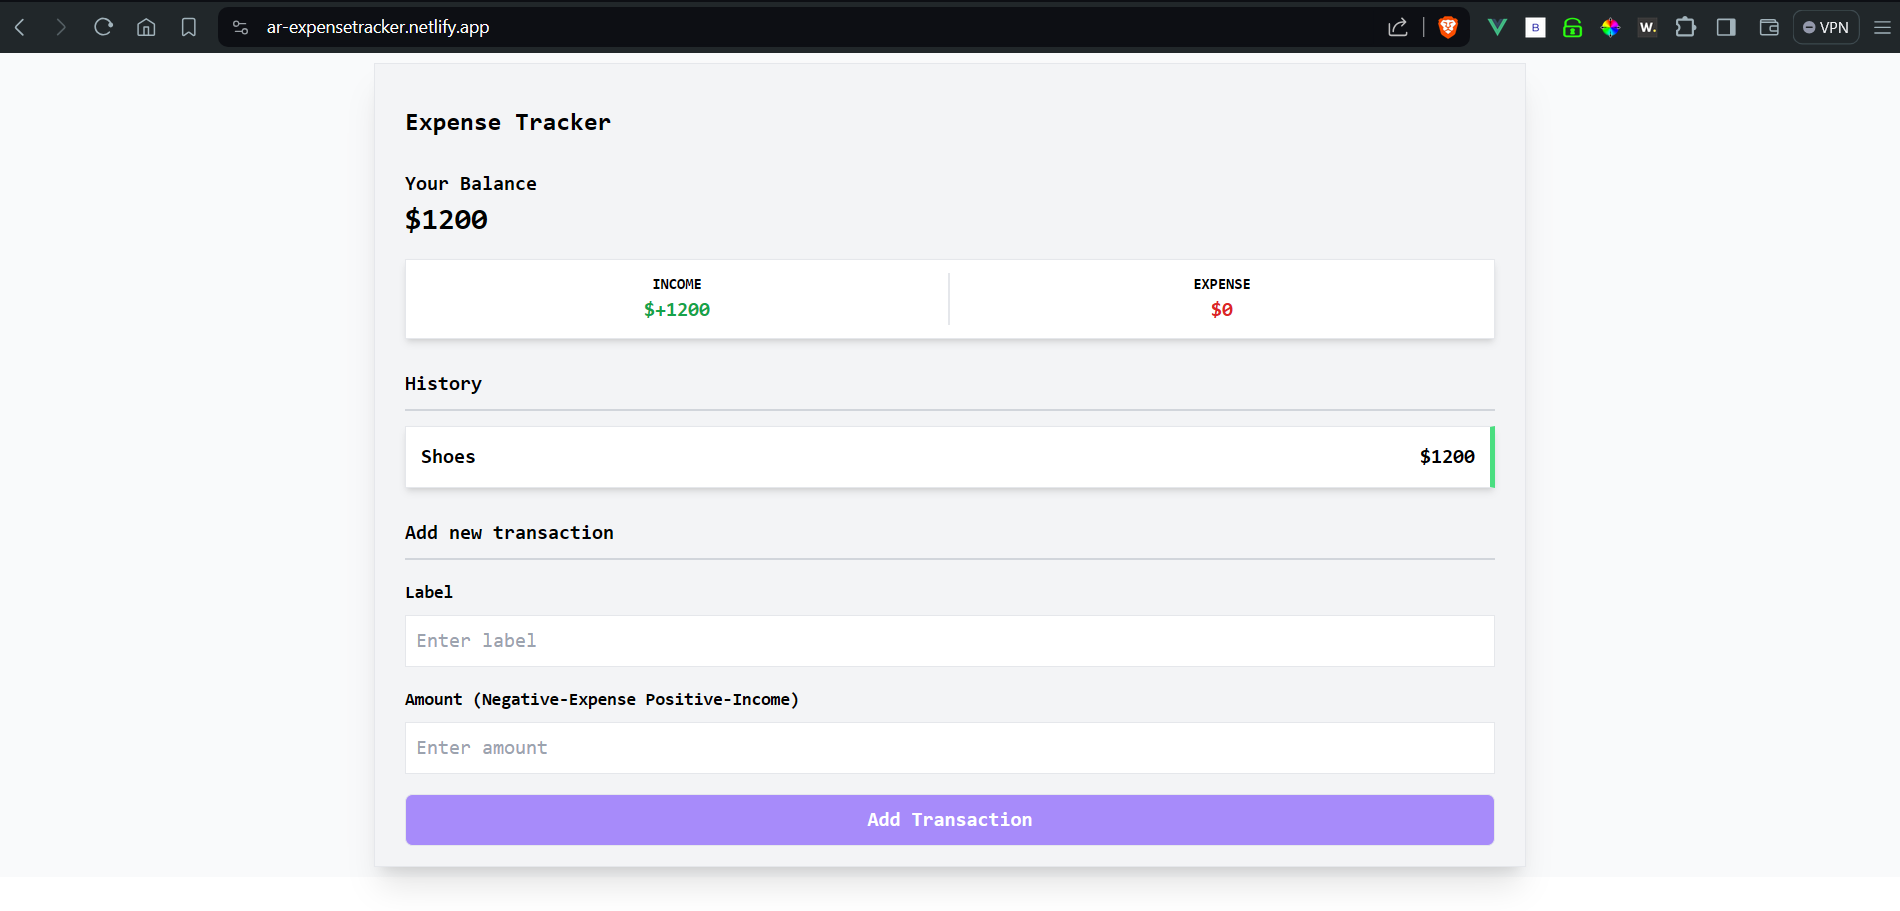 ar-expensetracker.netlify.app
B
W.
VPN
Expense Tracker
Your Balance
$1200
INCOME
EXPENSE
$+1200
$0
History
Shoes
$1200
Add new transaction
Label
Enter label
Amount (Negative-Expense Positive-Income)
Enter amount
Add Transaction